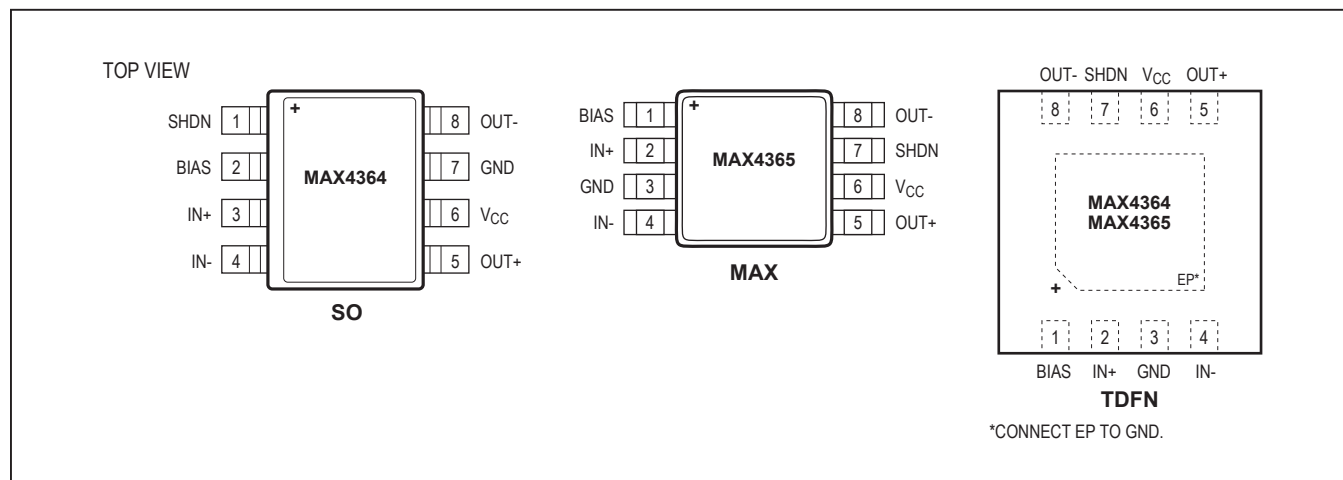 TOP VIEW
SHDN 1
BIAS 2
IN+ 3
IN- 4
+
MAX4364
8 OUT-
7 GND
6 VCC
5 OUT+
SO
BIAS 1
IN+ 2
GND 3
IN- 4
+
MAX4365
8 OUT-
7 SHDN
6 VCC
5 OUT+
MAX
OUT- SHDN VCC OUT+
8 7 6 5
MAX4364
MAX4365
EP*
+
1 2 3 4
BIAS IN+ GND IN-
TDFN
*CONNECT EP TO GND.